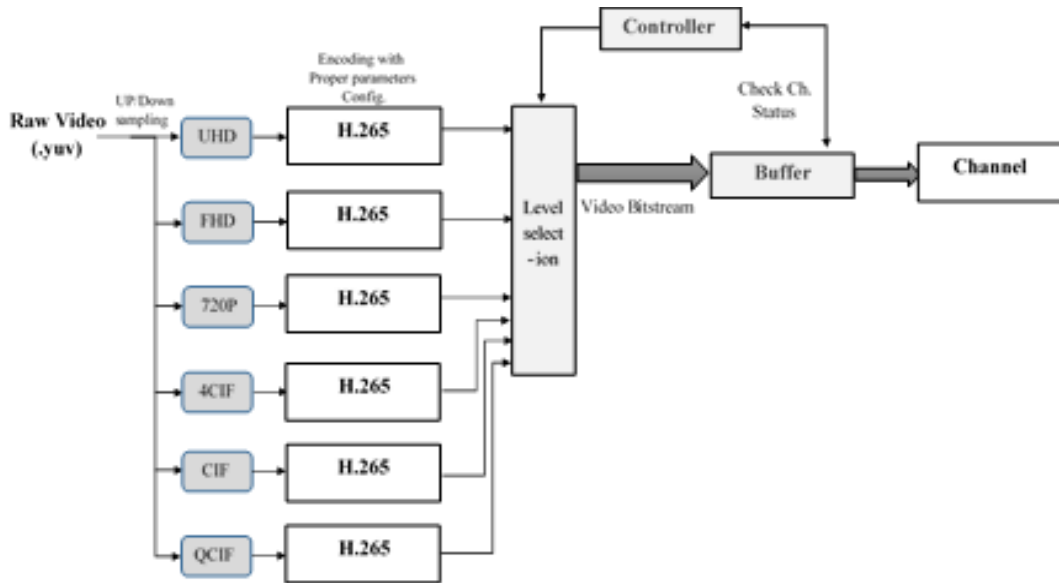 Controller
Encoding with
Proper parameters
Config.
UP/Down
sampling
Check Ch.
Status
Raw Video
(.yuv)
UHD
H.265
Buffer
Channel
Video Bitstream
FHD
H.265
Level
select
-ion
720P
H.265
4CIF
H.265
CIF
H.265
QCIF
H.265